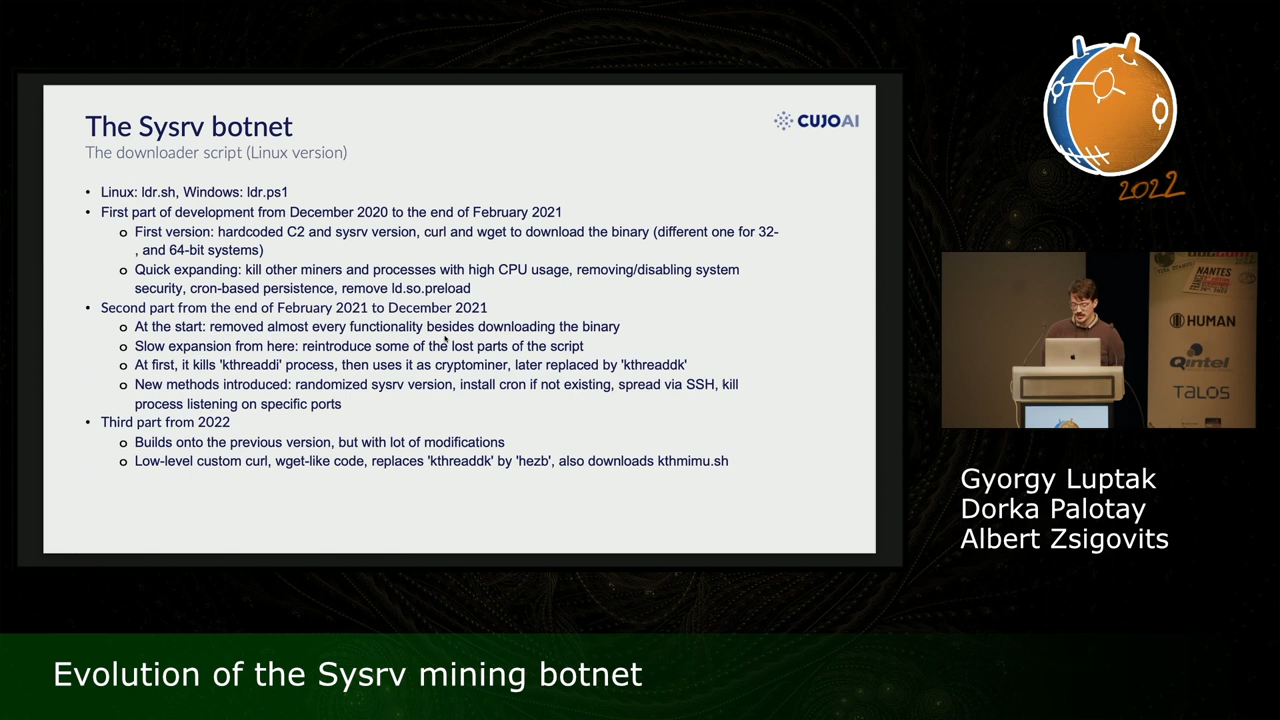 The Sysrv botnet
CUJOAI
The downloader script (Linux version)
• Linux: ldr.sh, Windows: ldr.ps1
• First part of development from December 2020 to the end of February 2021
o First version: hardcoded C2 and sysrv version, curl and wget to download the binary (different one for 32-
, and 64-bit systems)
o Quick expanding: kill other miners and processes with high CPU usage, removing/disabling system
security, cron-based persistence, remove ld.so.preload
• Second part from the end of February 2021 to December 2021
o At the start: removed almost every functionality besides downloading the binary
o Slow expansion from here: reintroduce some of the lost parts of the script
o At first, it kills 'kthreaddi' process, then uses it as cryptominer, later replaced by 'kthreaddk'
o New methods introduced: randomized sysrv version, install cron if not existing, spread via SSH, kill
process listening on specific ports
• Third part from 2022
o Builds onto the previous version, but with lot of modifications
o Low-level custom curl, wget-like code, replaces 'kthreaddk' by 'hezb', also downloads kthmimu.sh
2022
NANTES
HUMAN
Qintel
TALOS
Gyorgy Luptak
Dorka Palotay
Albert Zsigovits
Evolution of the Sysrv mining botnet